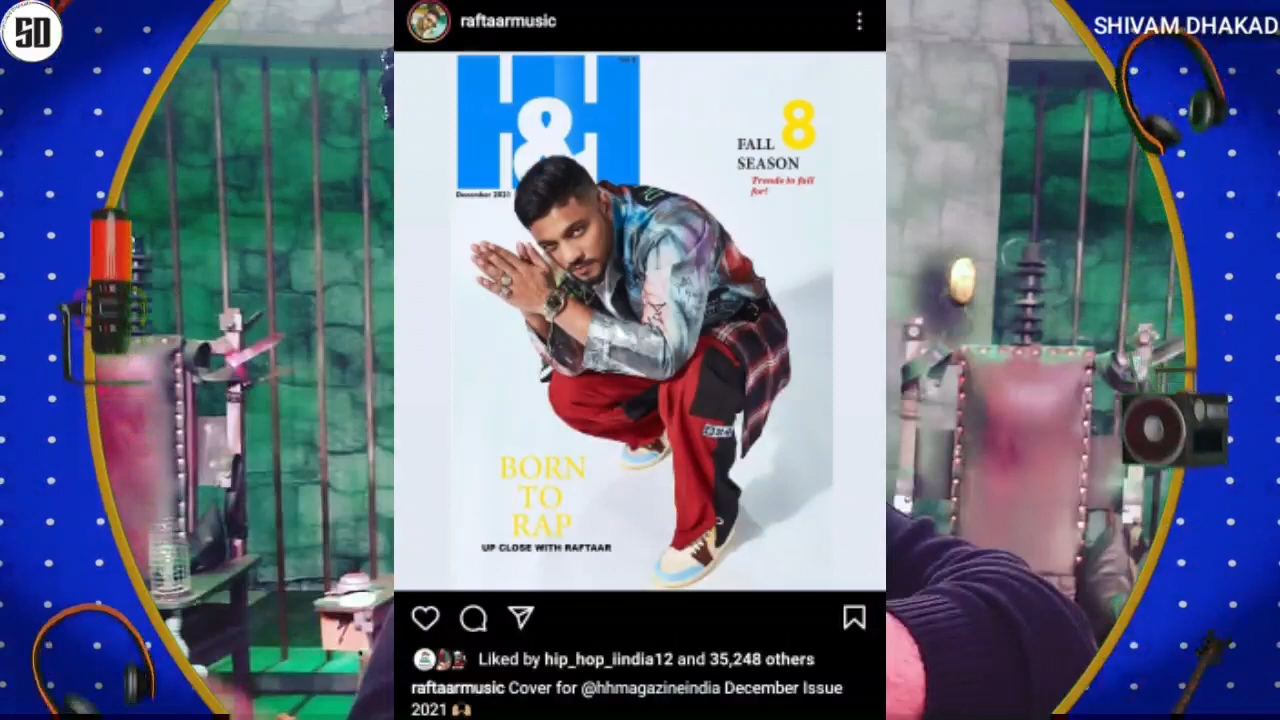 SD
SHIVAM DHAKAD
raftaarmusic
H&H
December 2021
FALL 8
SEASON
Trends to fall
for!
BORN
TO
RAP
UP CLOSE WITH RAFTAAR
Liked by hip_hop_iindia12 and 35,248 others
raftaarmusic Cover for @hhmagazineindia December Issue
2021